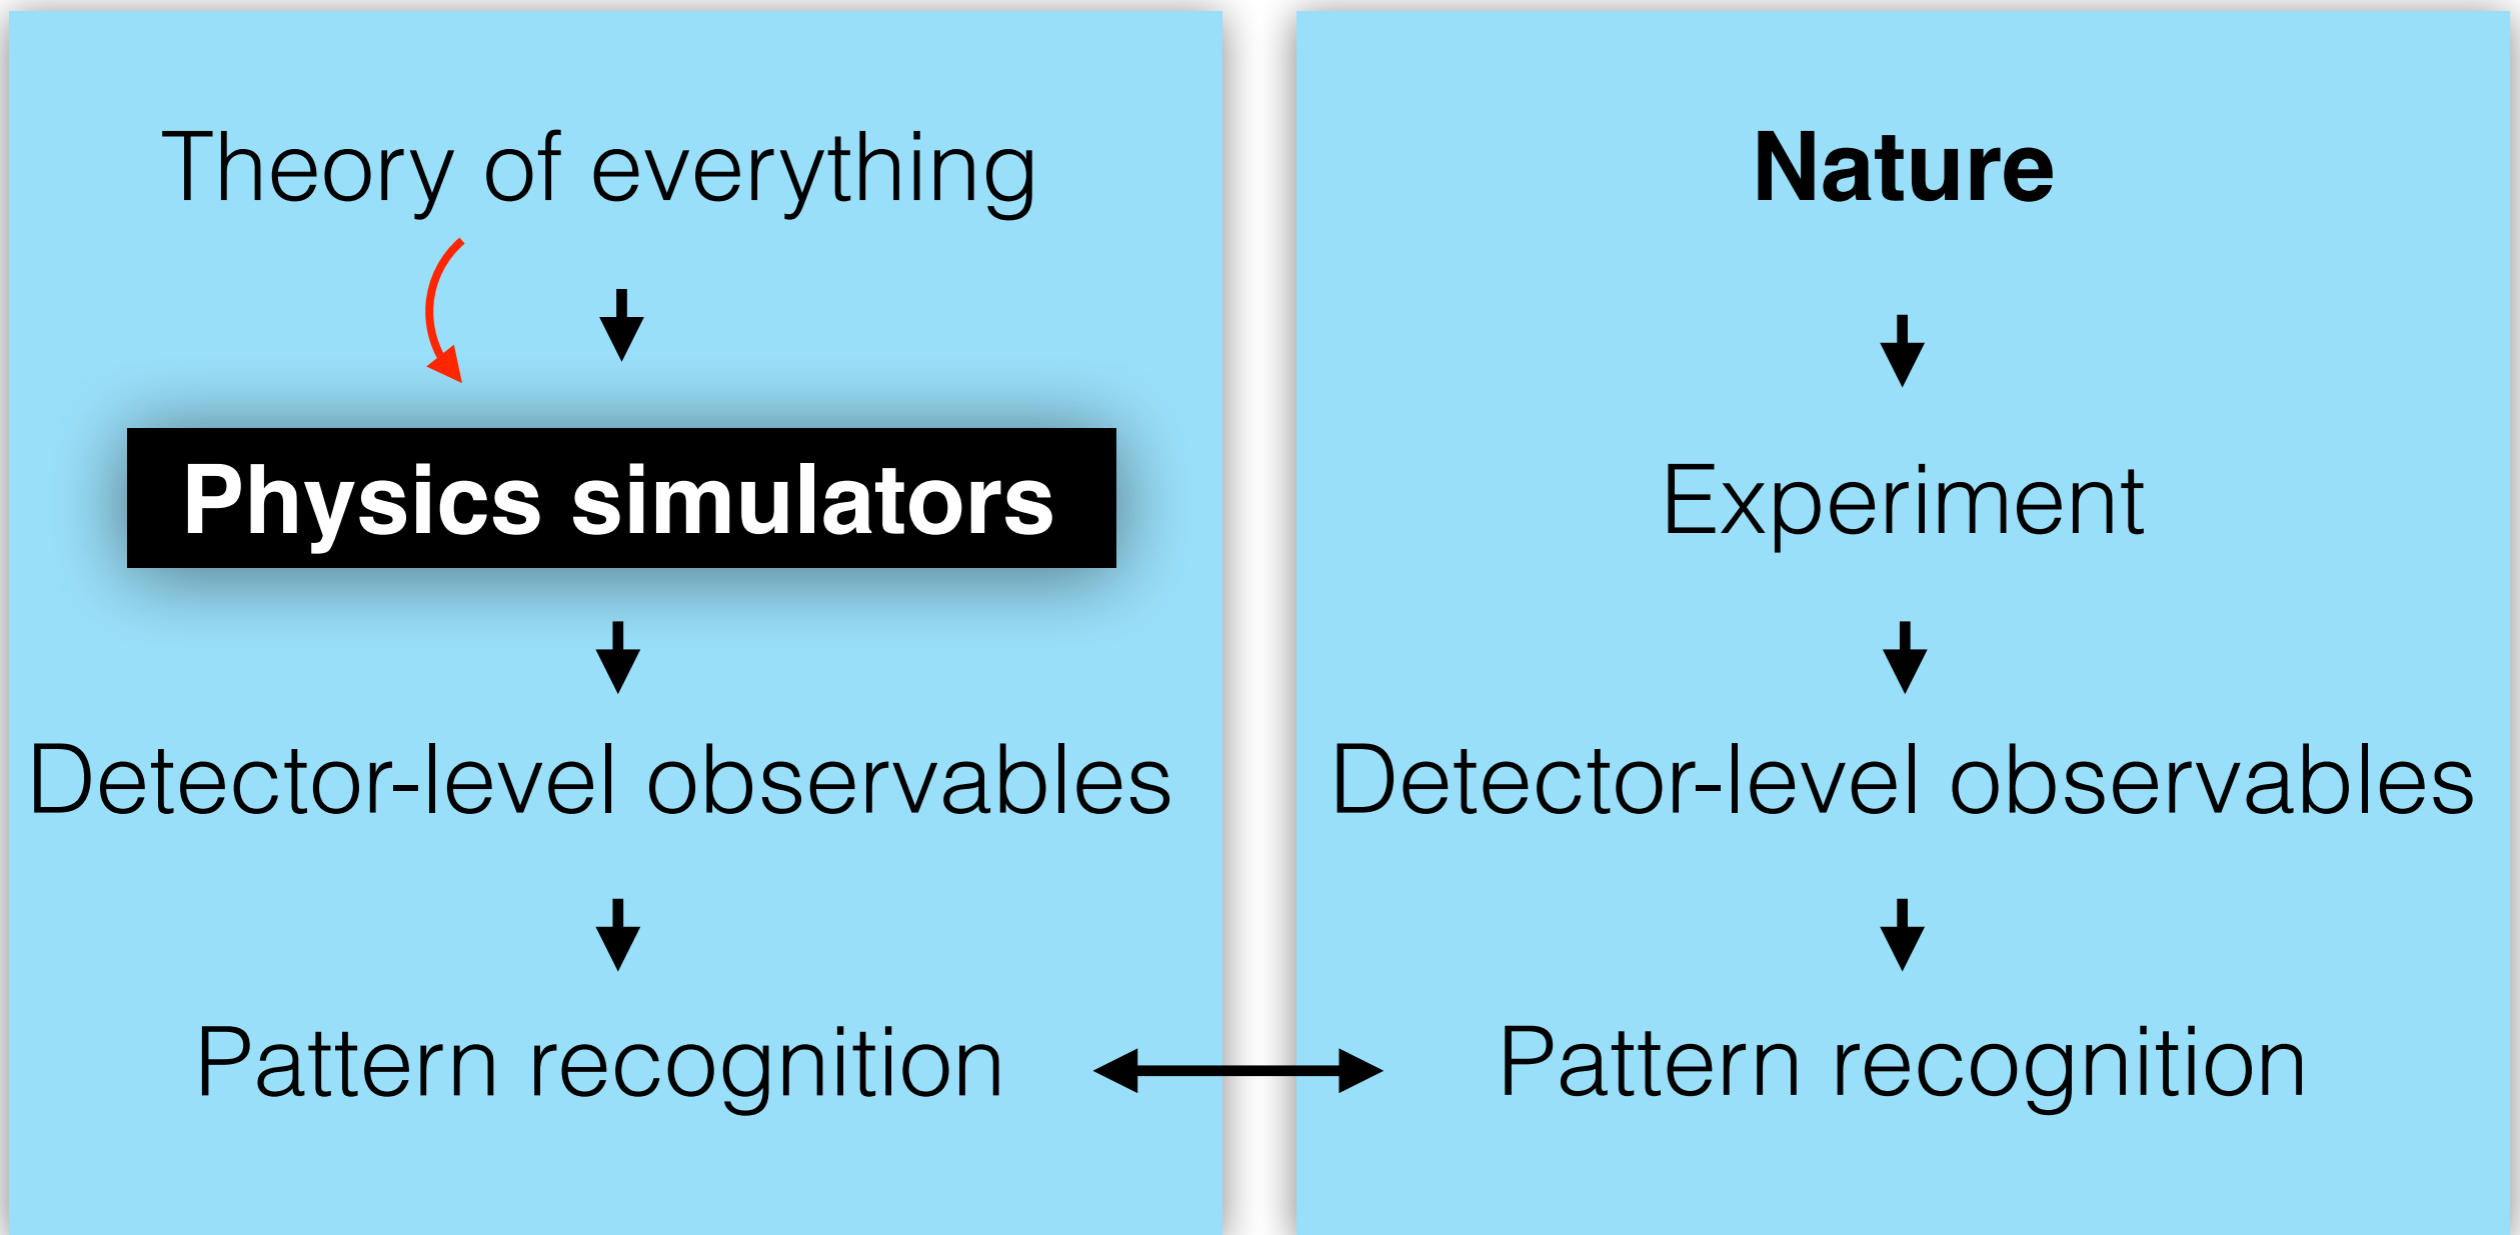 Theory of everything
Physics simulators
Detector-level observables
Pattern recognition
Nature
Experiment
Detector-level observables
Pattern recognition